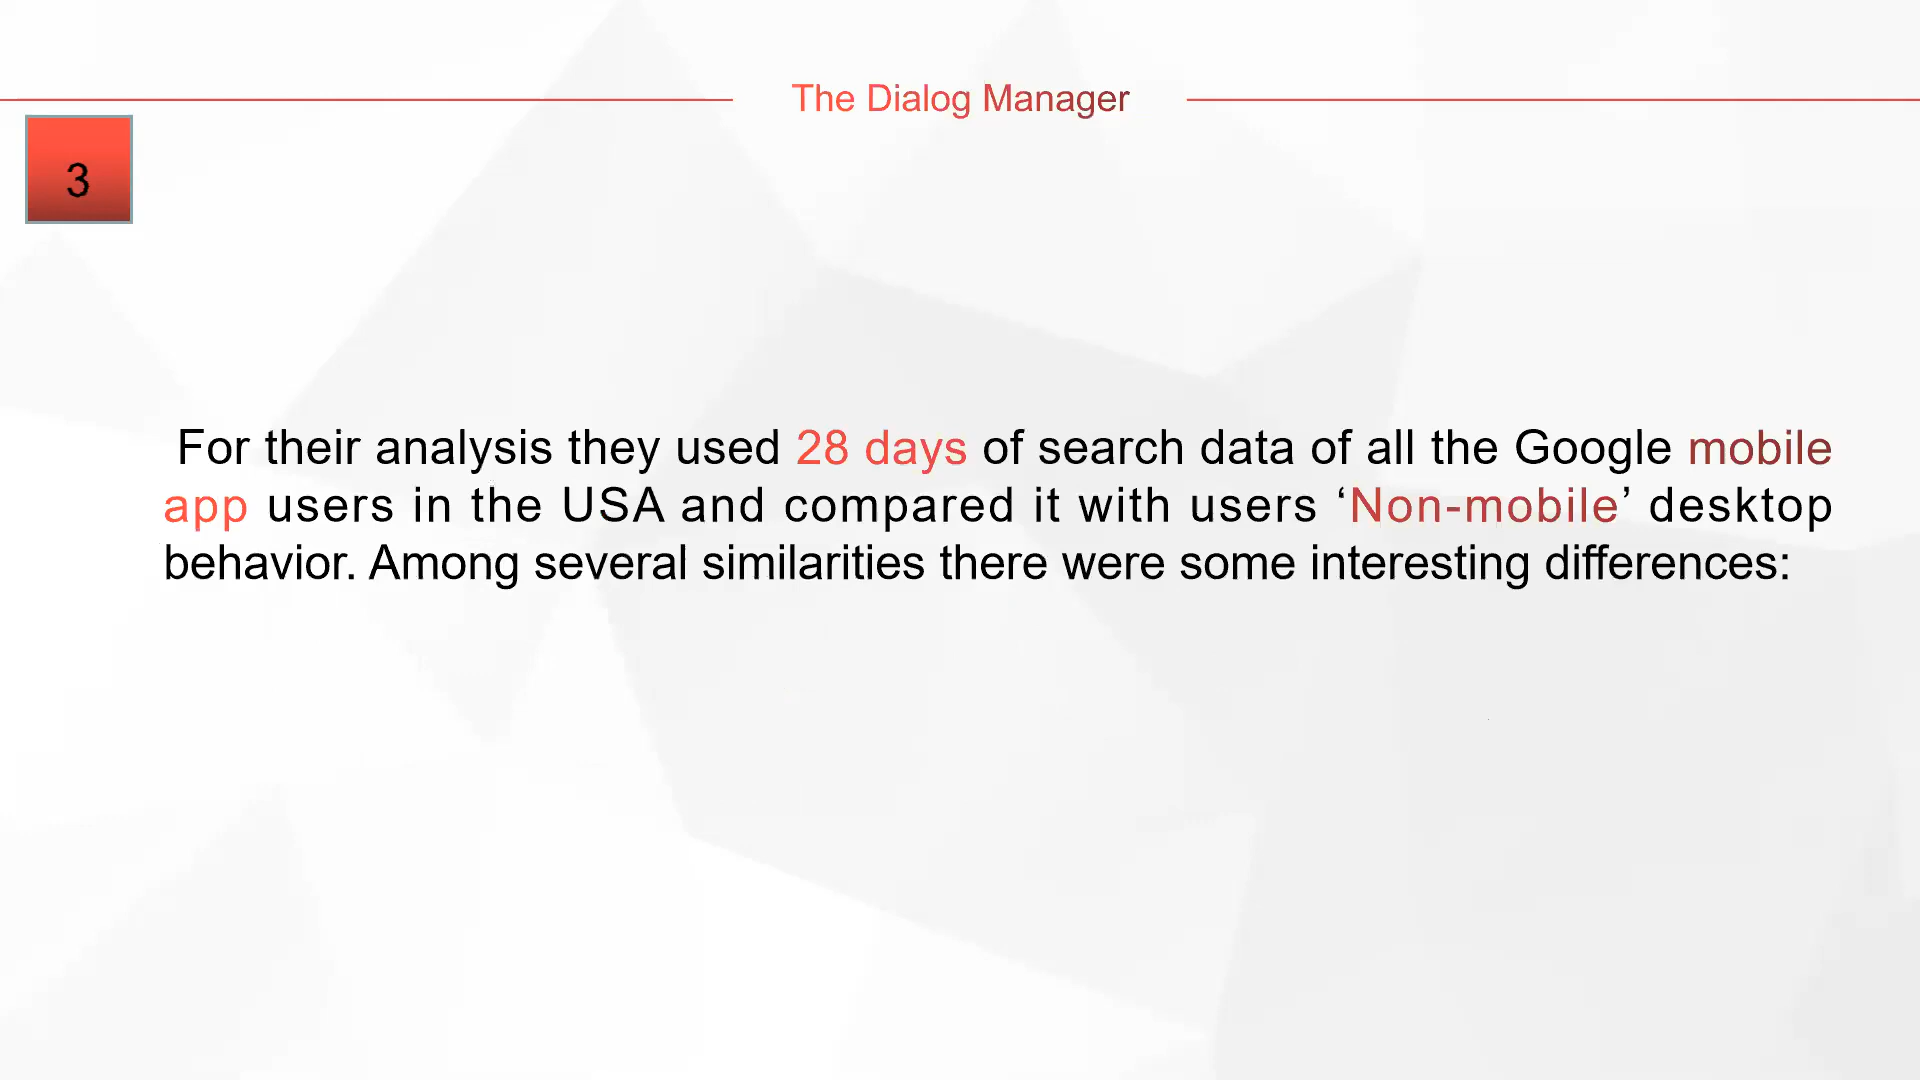 The Dialog Manager
3
For their analysis they used 28 days of search data of all the Google mobile
app users in the USA and compared it with users ‘Non-mobile’ desktop
behavior. Among several similarities there were some interesting differences: